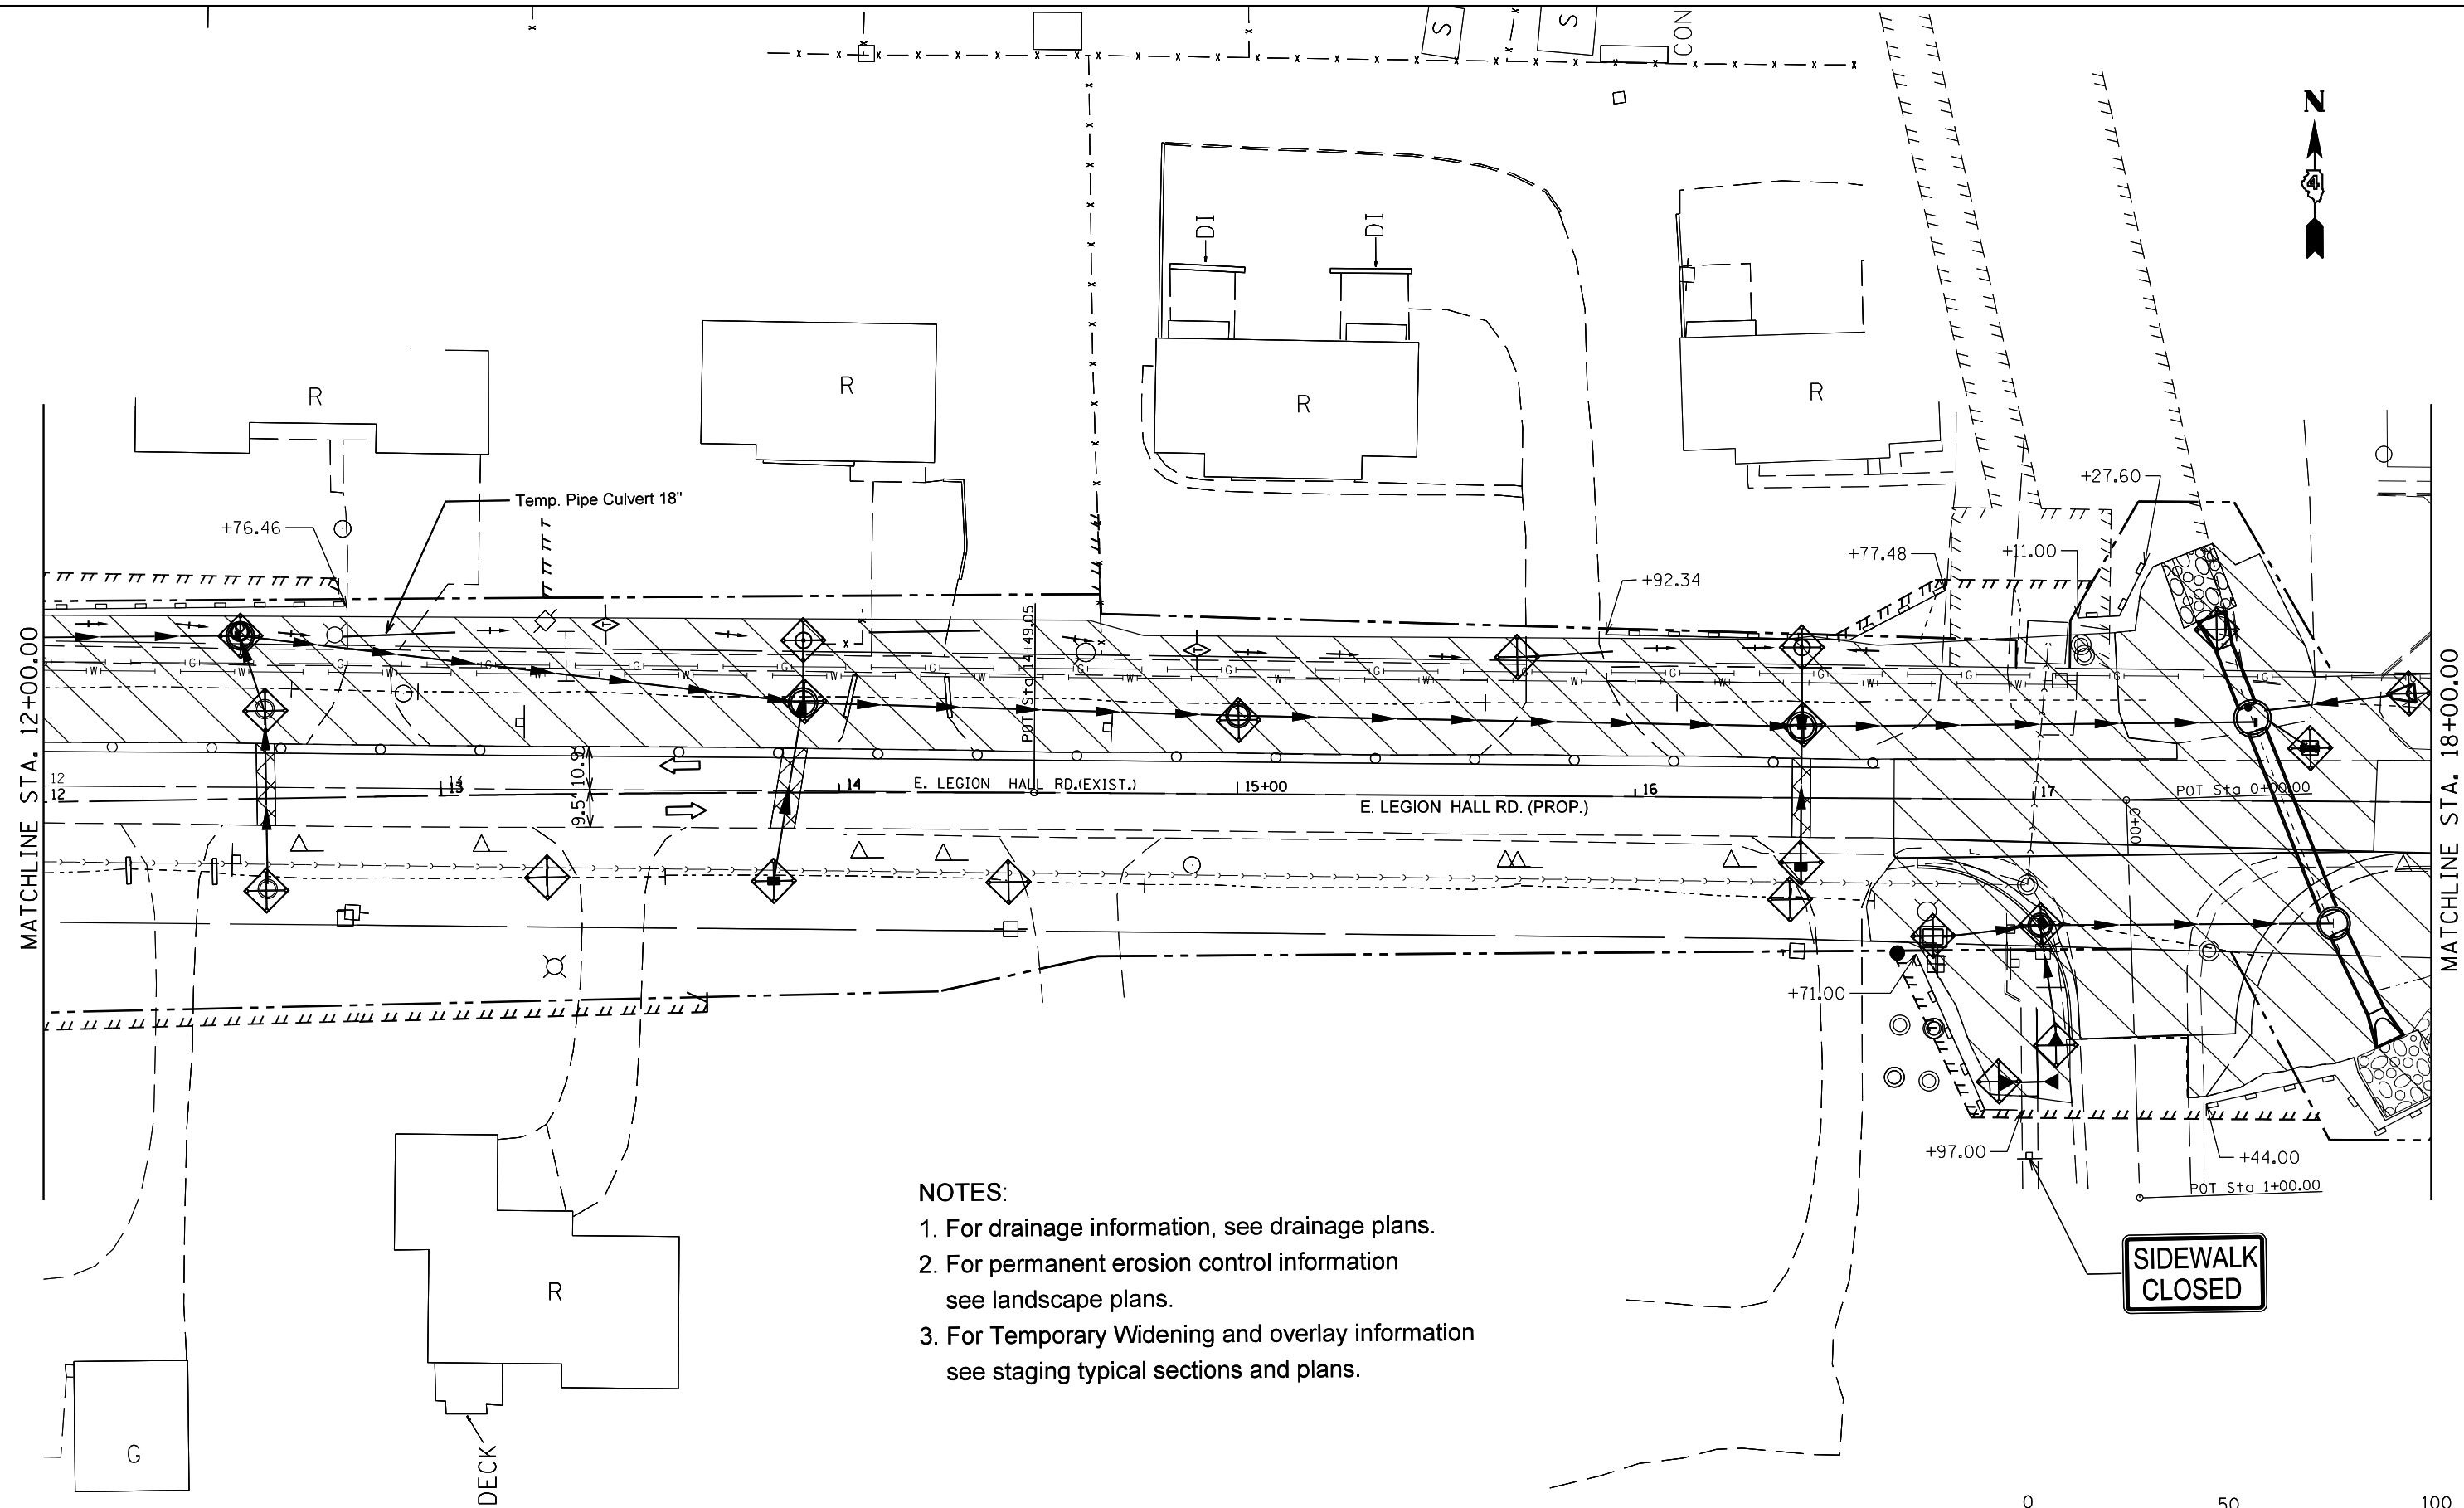 S
S
CON
N
4
DI
DI
R
R
R
R
Temp. Pipe Culvert 18"
+76.46
+27.60
+77.48
+11.00
+92.34
MATCHLINE STA. 12+00.00
MATCHLINE STA. 18+00.00
POT Sta 14+49.05
G G G G G G G G G G G G
W W W W W W W W W W W W
12
12
13
13
10.9
9.5
14
E. LEGION HALL RD.(EXIST.)
15+00
E. LEGION HALL RD. (PROP.)
16
17
POT Sta 0+00.00
0+00
+71.00
+97.00
+44.00
POT Sta 1+00.00
SIDEWALK
CLOSED
NOTES:
1. For drainage information, see drainage plans.
2. For permanent erosion control information
see landscape plans.
3. For Temporary Widening and overlay information
see staging typical sections and plans.
R
G
DECK
0
50
100